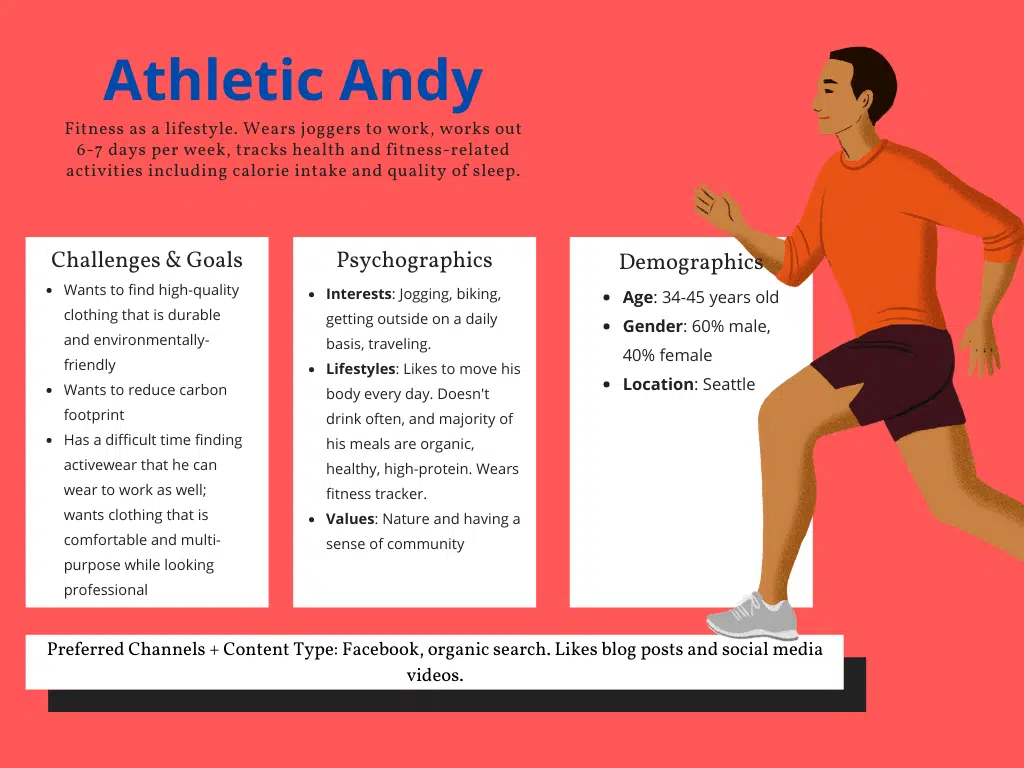 Athletic Andy
Fitness as a lifestyle. Wears joggers to work, works out
6-7 days per week, tracks health and fitness-related
activities including calorie intake and quality of sleep.
Challenges & Goals
• Wants to find high-quality
clothing that is durable
and environmentally-
friendly
• Wants to reduce carbon
footprint
• Has a difficult time finding
activewear that he can
wear to work as well;
wants clothing that is
comfortable and multi-
purpose while looking
professional
Psychographics
• Interests: Jogging, biking,
getting outside on a daily
basis, traveling.
• Lifestyles: Likes to move his
body every day. Doesn't
drink often, and majority of
his meals are organic,
healthy, high-protein. Wears
fitness tracker.
• Values: Nature and having a
sense of community
Demographics
• Age: 34-45 years old
• Gender: 60% male,
40% female
• Location: Seattle
Preferred Channels + Content Type: Facebook, organic search. Likes blog posts and social media
videos.